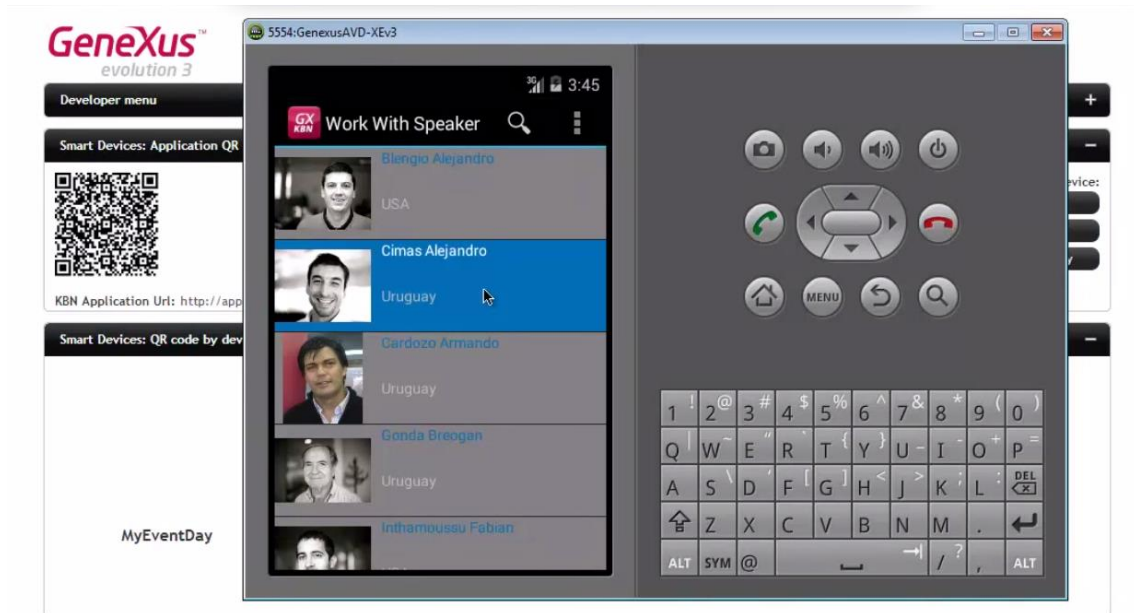 GeneXus™
evolution 3
Developer menu
+
Smart Devices: Application QR
–
evice:
y
KBN Application Url: http://app
Smart Devices: QR code by dev
–
MyEventDay
5554:GenexusAVD-XEv3
3G 3:45
GX KBN Work With Speaker
Blengio Alejandro
USA
Cimas Alejandro
Uruguay
Cardozo Armando
Uruguay
Gonda Breogan
Uruguay
Inthamoussu Fabian
MENU
1 ! 2 @ 3 # 4 $ 5 % 6 ^ 7 & 8 * 9 ( 0 )
Q | W ~ E " R ` T { Y } U - I _ O + P =
A S \ D ' F [ G ] H < J > K ; L : DEL
Z X C V B N M .
ALT SYM @ / ? , ALT